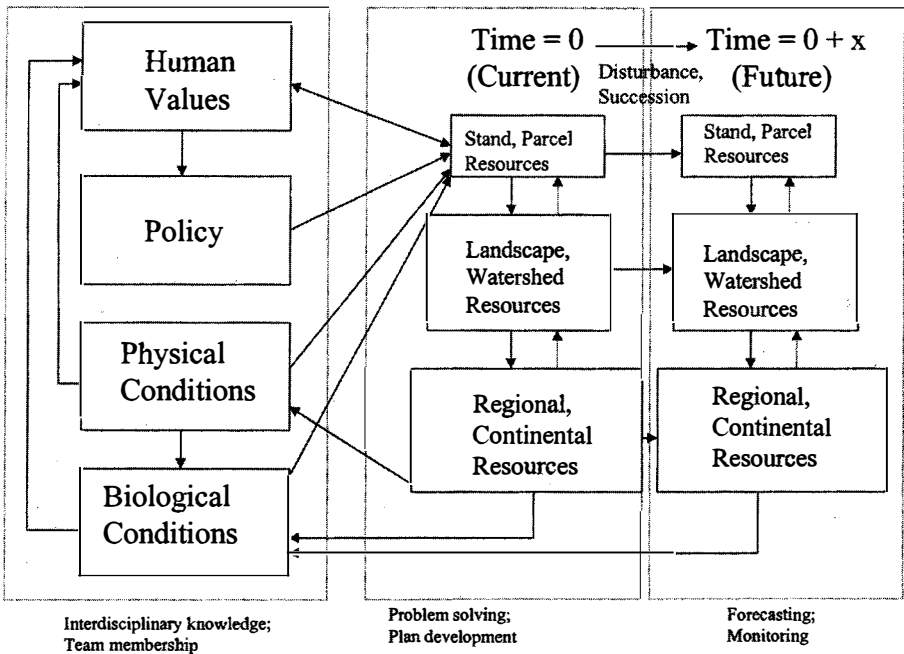 Human
Values
Policy
Physical
Conditions
Biological
Conditions
Interdisciplinary knowledge;
Team membership
Time = 0
(Current)
Disturbance,
Succession
Time = 0 + x
(Future)
Stand, Parcel
Resources
Landscape,
Watershed
Resources
Regional,
Continental
Resources
Problem solving;
Plan development
Stand, Parcel
Resources
Landscape,
Watershed
Resources
Regional,
Continental
Resources
Forecasting;
Monitoring